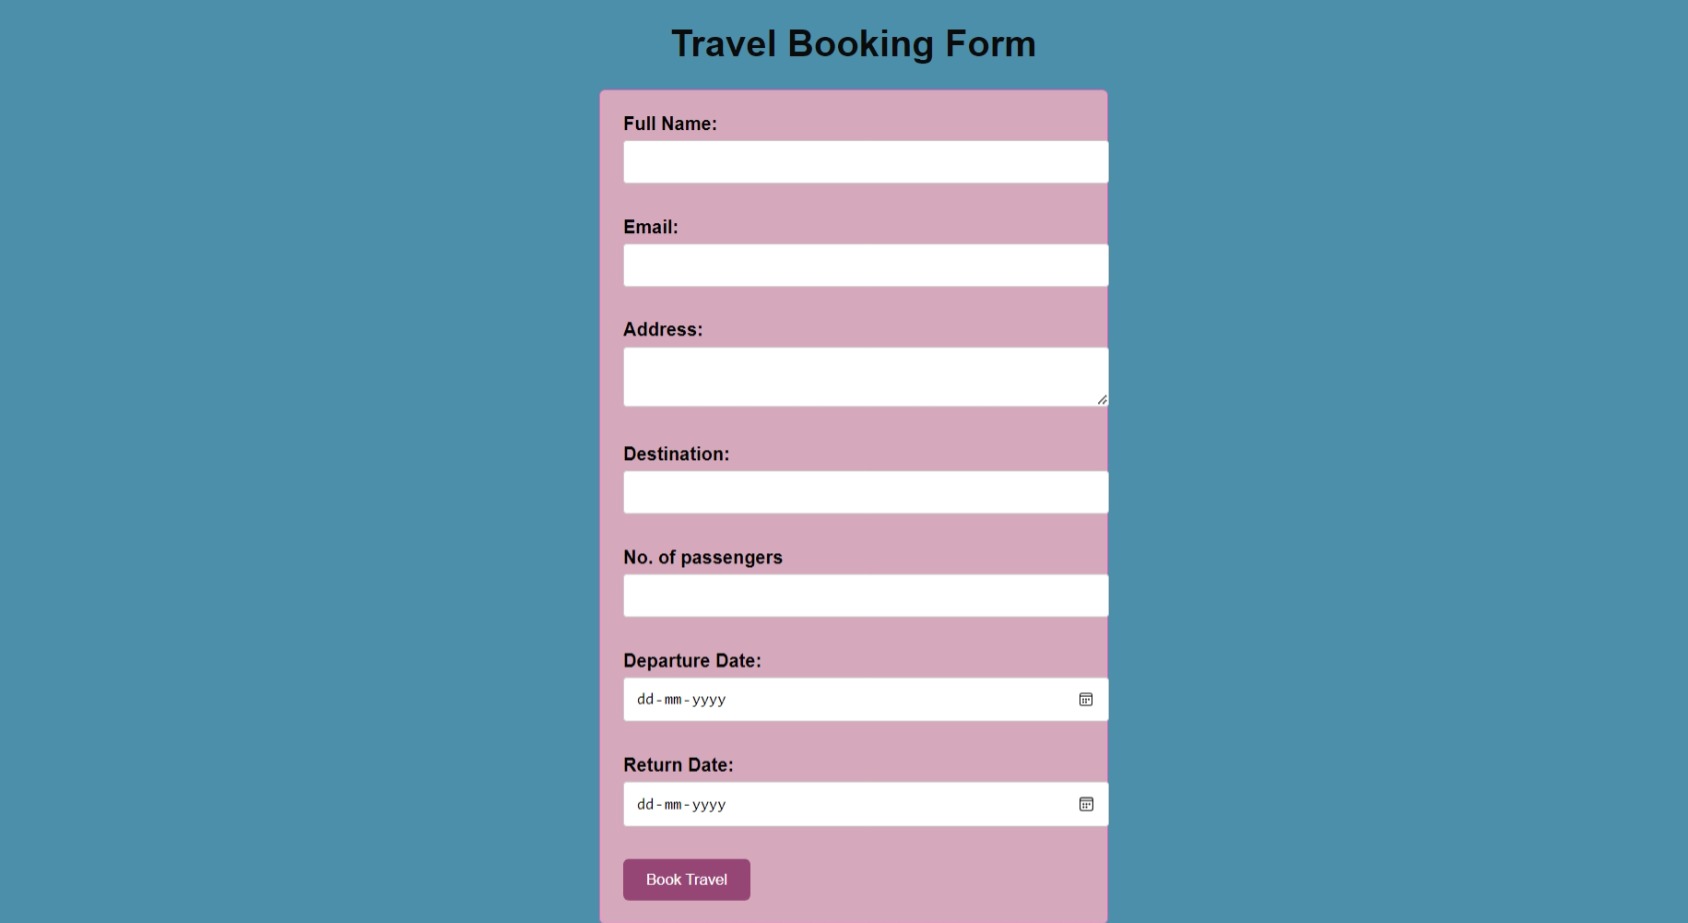 Travel Booking Form
Full Name:
Email:
Address:
Destination:
No. of passengers
Departure Date:
dd-mm-yyyy
Return Date:
dd-mm-yyyy
Book Travel